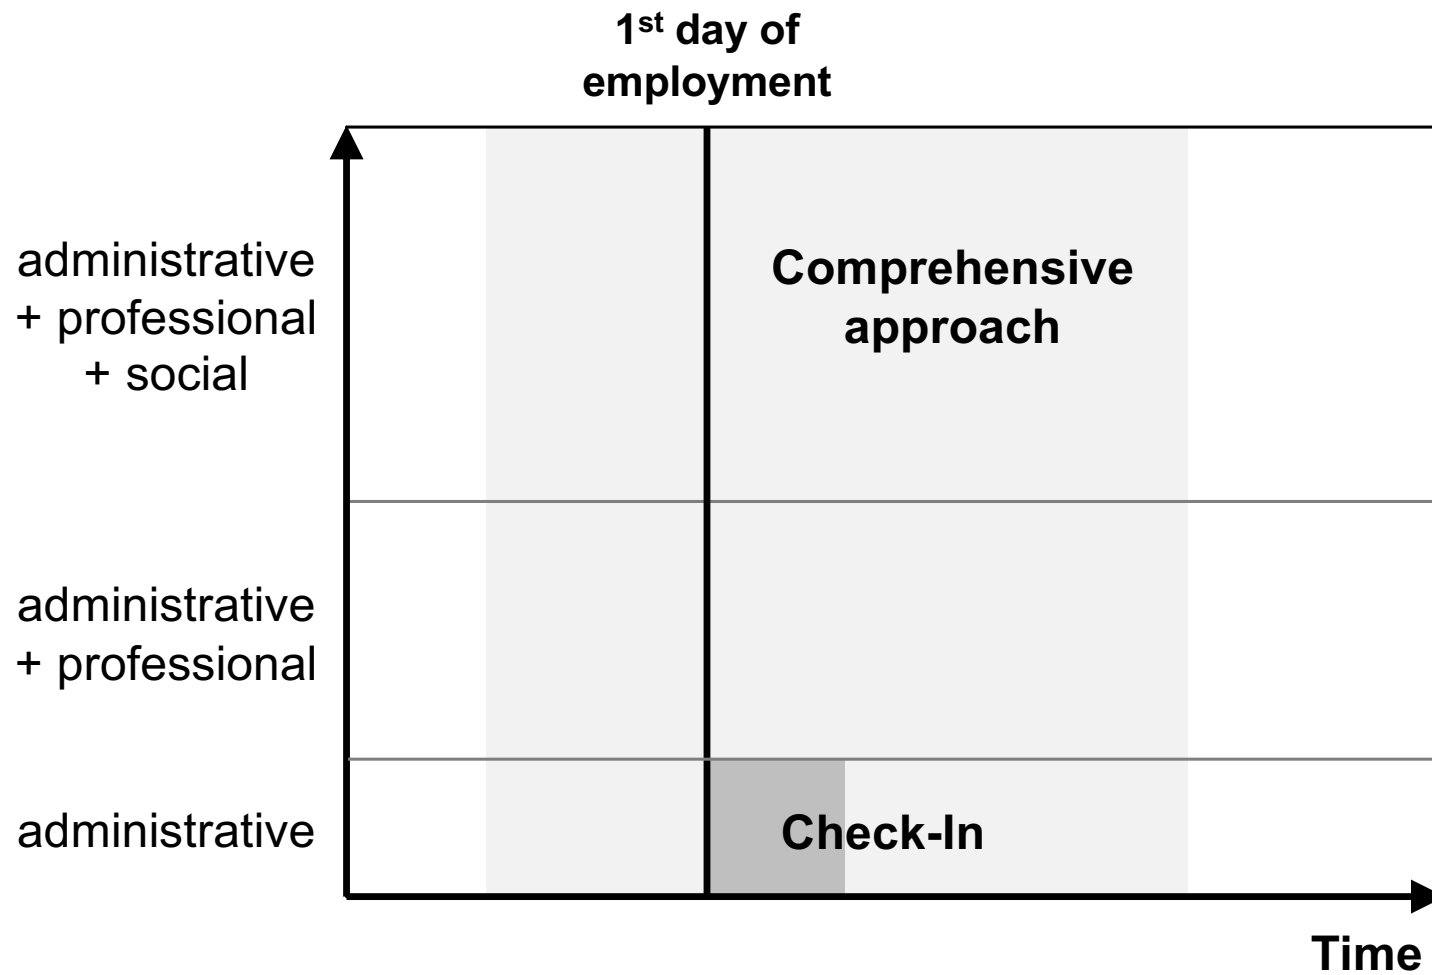 1st day of
employment
administrative
+ professional
+ social
Comprehensive
approach
administrative
+ professional
administrative
Check-In
Time